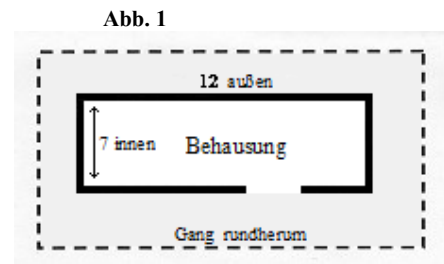 Abb. 1
12 außen
7 innen
Behausung
Gang rundherum